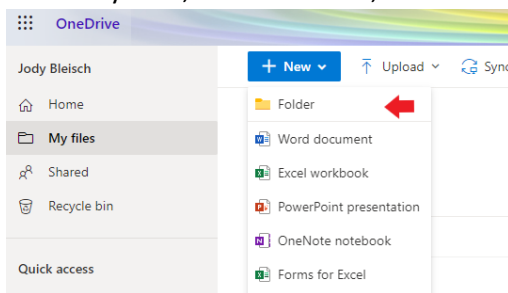 OneDrive
Jody Bleisch
+ New
Upload
Sync
Home
My files
Shared
Recycle bin
Quick access
Folder
Word document
Excel workbook
PowerPoint presentation
OneNote notebook
Forms for Excel